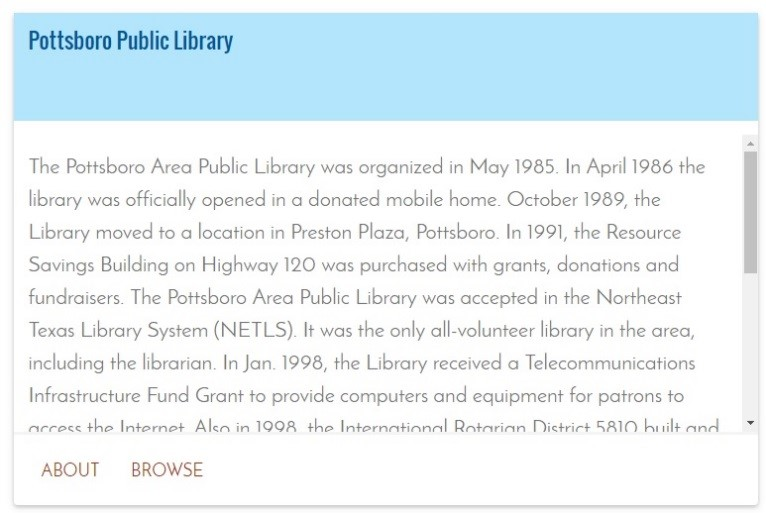 Pottsboro Public Library
The Pottsboro Area Public Library was organized in May 1985. In April 1986 the
library was officially opened in a donated mobile home. October 1989, the
Library moved to a location in Preston Plaza, Pottsboro. In 1991, the Resource
Savings Building on Highway 120 was purchased with grants, donations and
fundraisers. The Pottsboro Area Public Library was accepted in the Northeast
Texas Library System (NETLS). It was the only all-volunteer library in the area,
including the librarian. In Jan. 1998, the Library received a Telecommunications
Infrastructure Fund Grant to provide computers and equipment for patrons to
access the Internet. Also in 1998, the International Rotarian District 5810 built and
ABOUT BROWSE